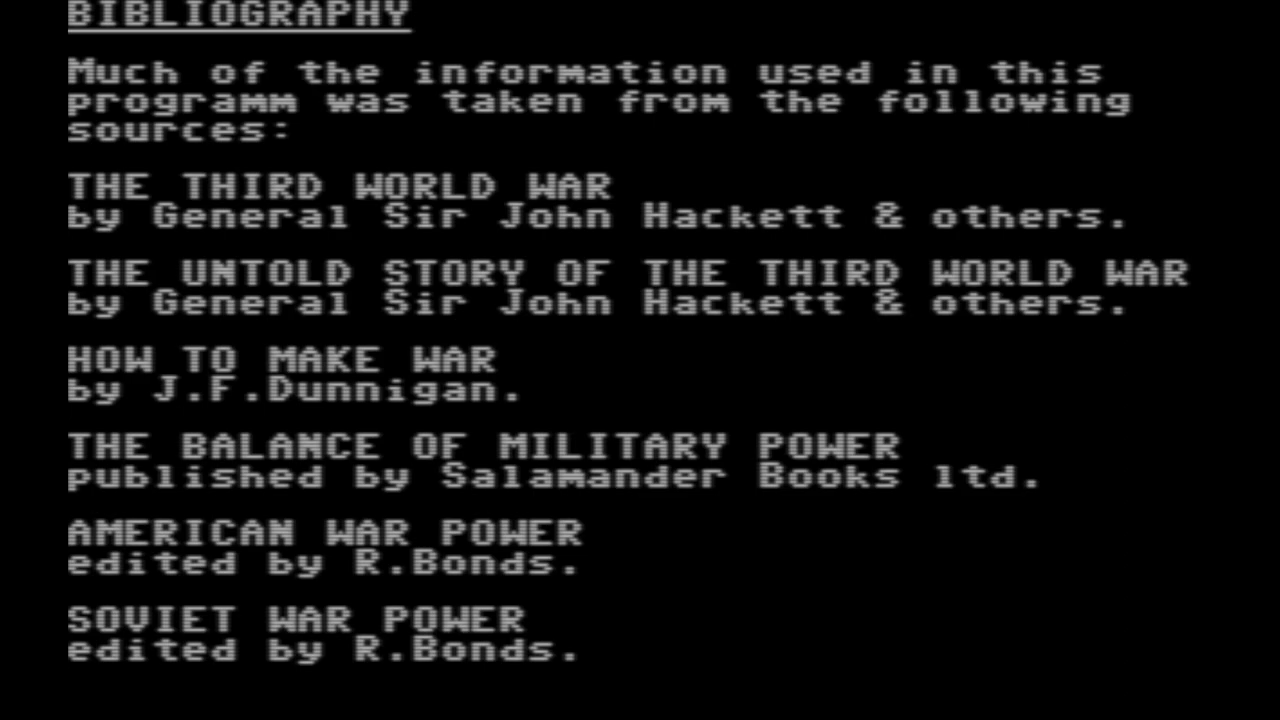 BIBLIOGRAPHY
Much of the information used in this
programm was taken from the following
sources:
THE THIRD WORLD WAR
by General Sir John Hackett & others.
THE UNTOLD STORY OF THE THIRD WORLD WAR
by General Sir John Hackett & others.
HOW TO MAKE WAR
by J.F.Dunnigan.
THE BALANCE OF MILITARY POWER
published by Salamander Books ltd.
AMERICAN WAR POWER
edited by R.Bonds.
SOVIET WAR POWER
edited by R.Bonds.